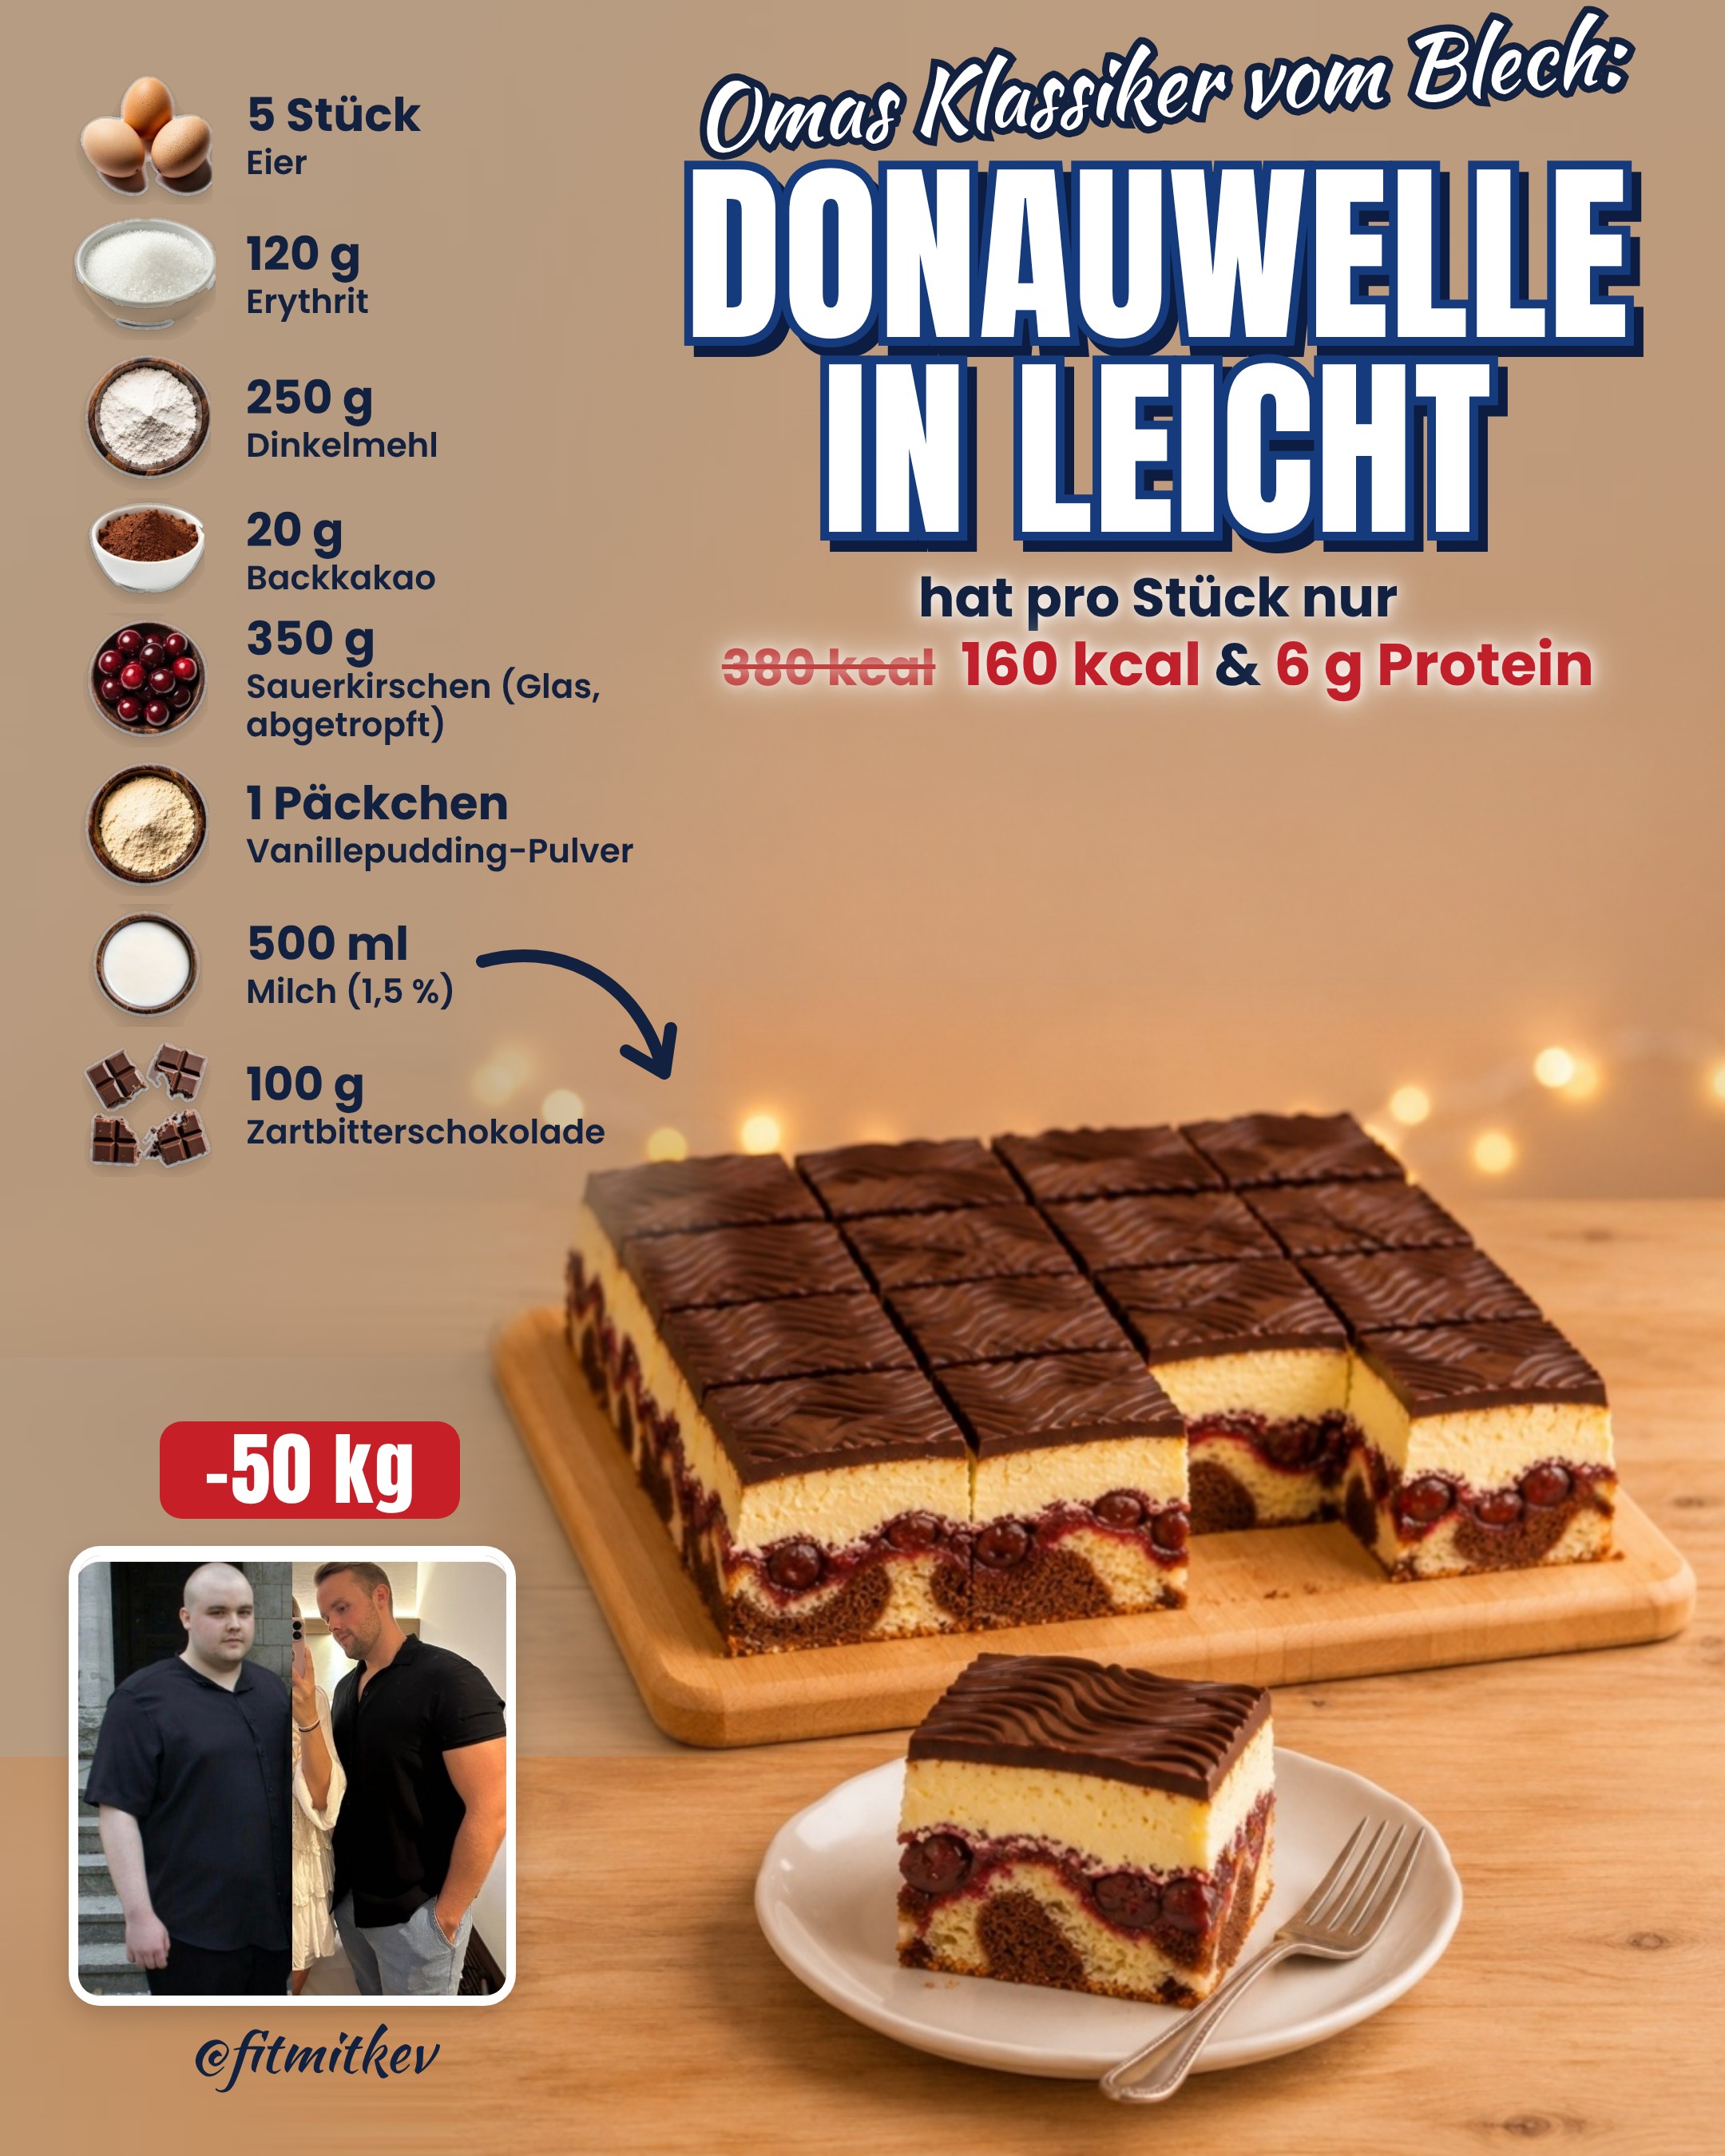 Omas Klassiker vom Blech:
DONAUWELLE
IN LEICHT
hat pro Stück nur
380 kcal 160 kcal & 6 g Protein
5 Stück
Eier
120 g
Erythrit
250 g
Dinkelmehl
20 g
Backkakao
350 g
Sauerkirschen (Glas,
abgetropft)
1 Päckchen
Vanillepudding-Pulver
500 ml
Milch (1,5 %)
100 g
Zartbitterschokolade
-50 kg
@fitmitkev